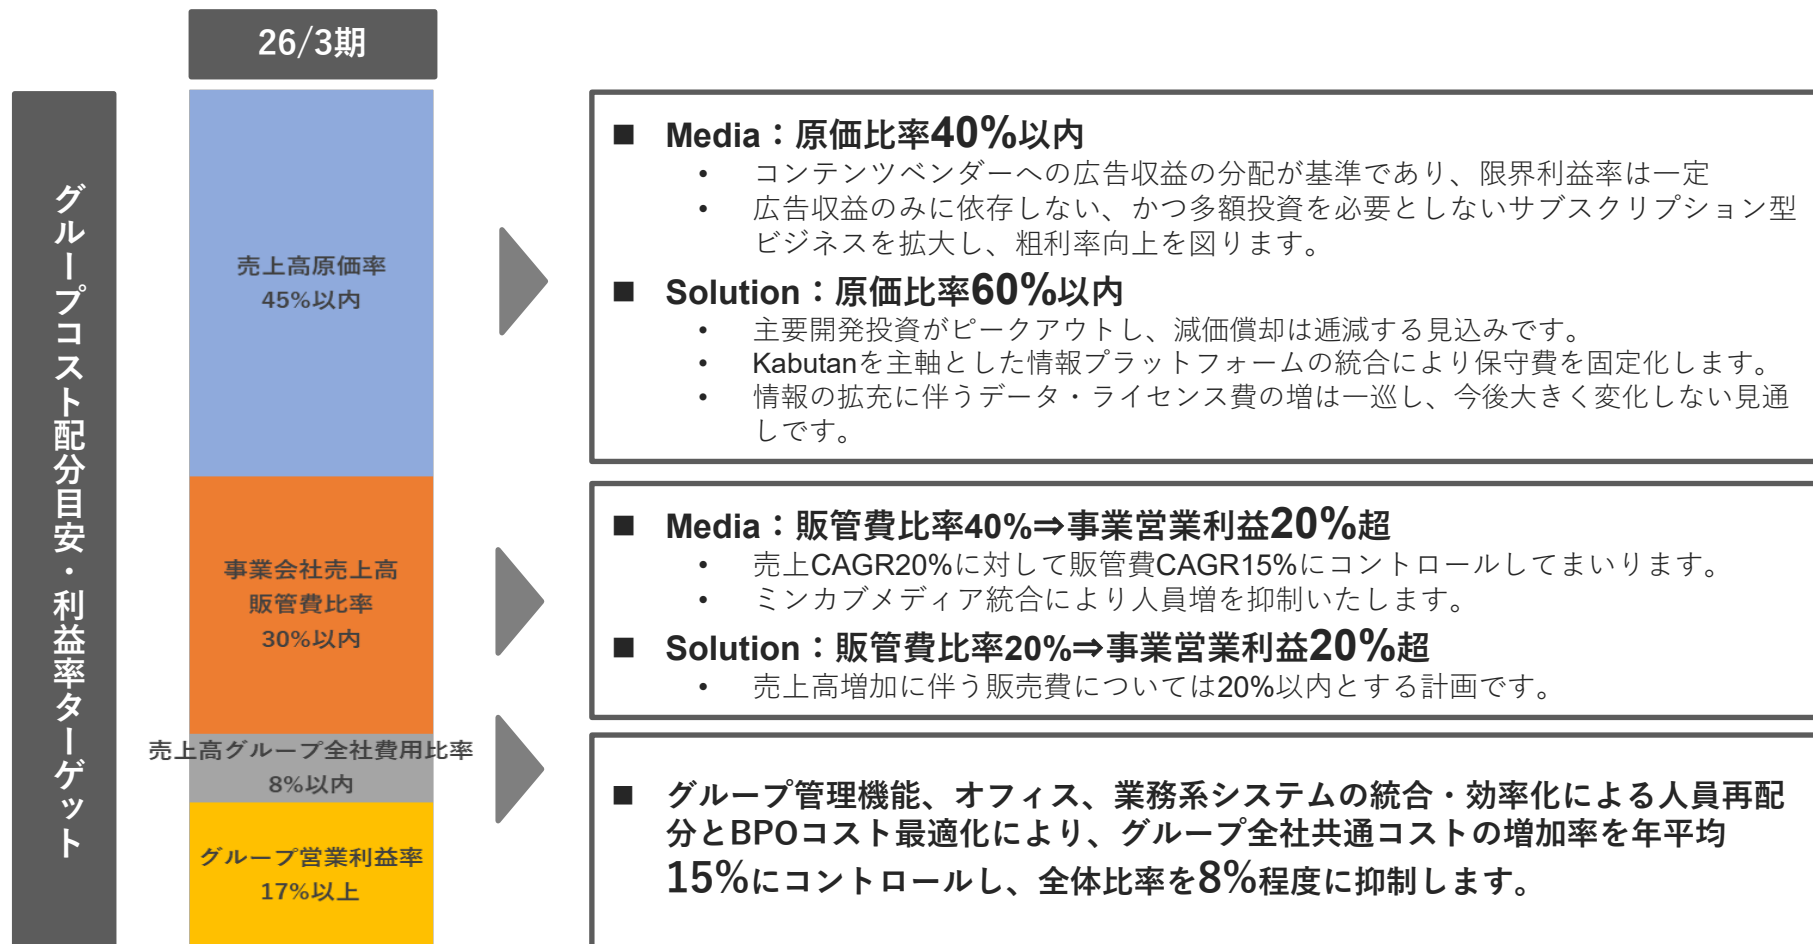 26/3期
グループコスト配分目安・利益率ターゲット
売上高原価率
45%以内
事業会社売上高
販管費比率
30%以内
売上高グループ全社費用比率
8%以内
グループ営業利益率
17%以上
■ Media：原価比率40%以内
• コンテンツベンダーへの広告収益の分配が基準であり、限界利益率は一定
• 広告収益のみに依存しない、かつ多額投資を必要としないサブスクリプション型
ビジネスを拡大し、粗利率向上を図ります。
■ Solution：原価比率60%以内
• 主要開発投資がピークアウトし、減価償却は逓減する見込みです。
• Kabutanを主軸とした情報プラットフォームの統合により保守費を固定化します。
• 情報の拡充に伴うデータ・ライセンス費の増は一巡し、今後大きく変化しない見通
しです。
■ Media：販管費比率40%⇒事業営業利益20%超
• 売上CAGR20%に対して販管費CAGR15%にコントロールしてまいります。
• ミンカブメディア統合により人員増を抑制いたします。
■ Solution：販管費比率20%⇒事業営業利益20%超
• 売上高増加に伴う販売費については20%以内とする計画です。
■ グループ管理機能、オフィス、業務系システムの統合・効率化による人員再配
分とBPOコスト最適化により、グループ全社共通コストの増加率を年平均
15%にコントロールし、全体比率を8%程度に抑制します。